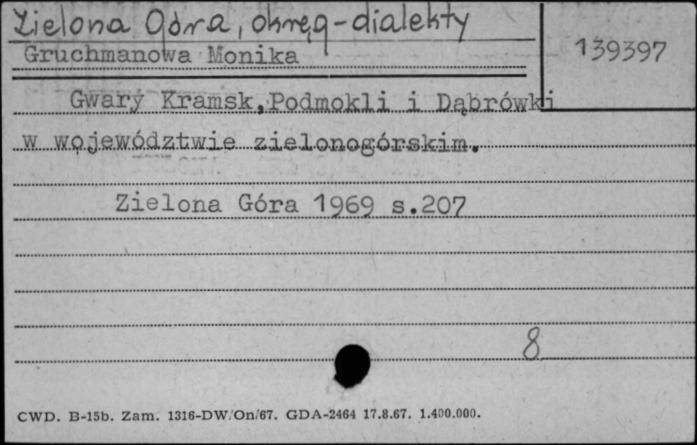 Zielona Góra, okręg-dialekty
139397
Gruchmanowa Monika
Gwary Kramsk, Podmokli i Dąbrówki
w województwie zielonogórskim.
Zielona Góra 1969 s.207
8
CWD. B-15b. Zam. 1316-DW/On/67. GDA-2464 17.8.67. 1.400.000.